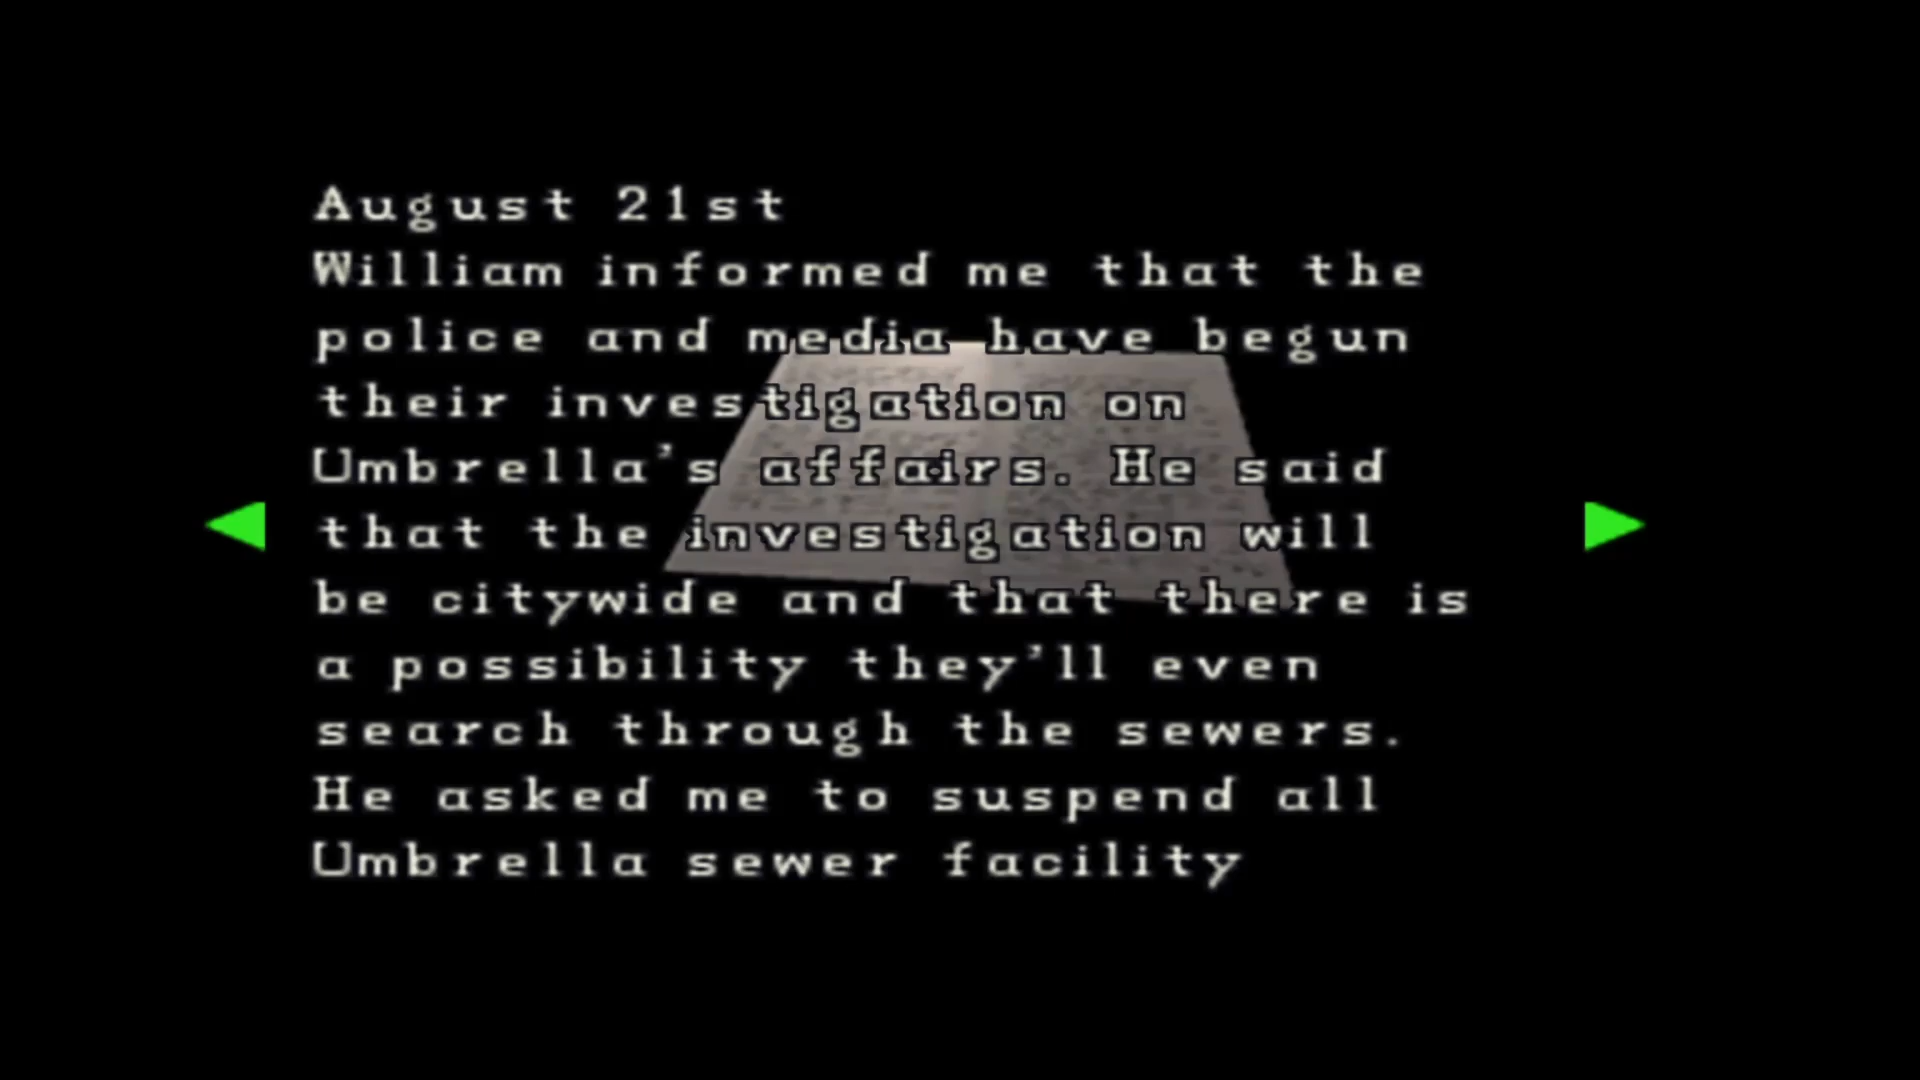 August 21st
William informed me that the
police and media have begun
their investigation on
Umbrella's affairs. He said
that the investigation will
be citywide and that there is
a possibility they'll even
search through the sewers.
He asked me to suspend all
Umbrella sewer facility